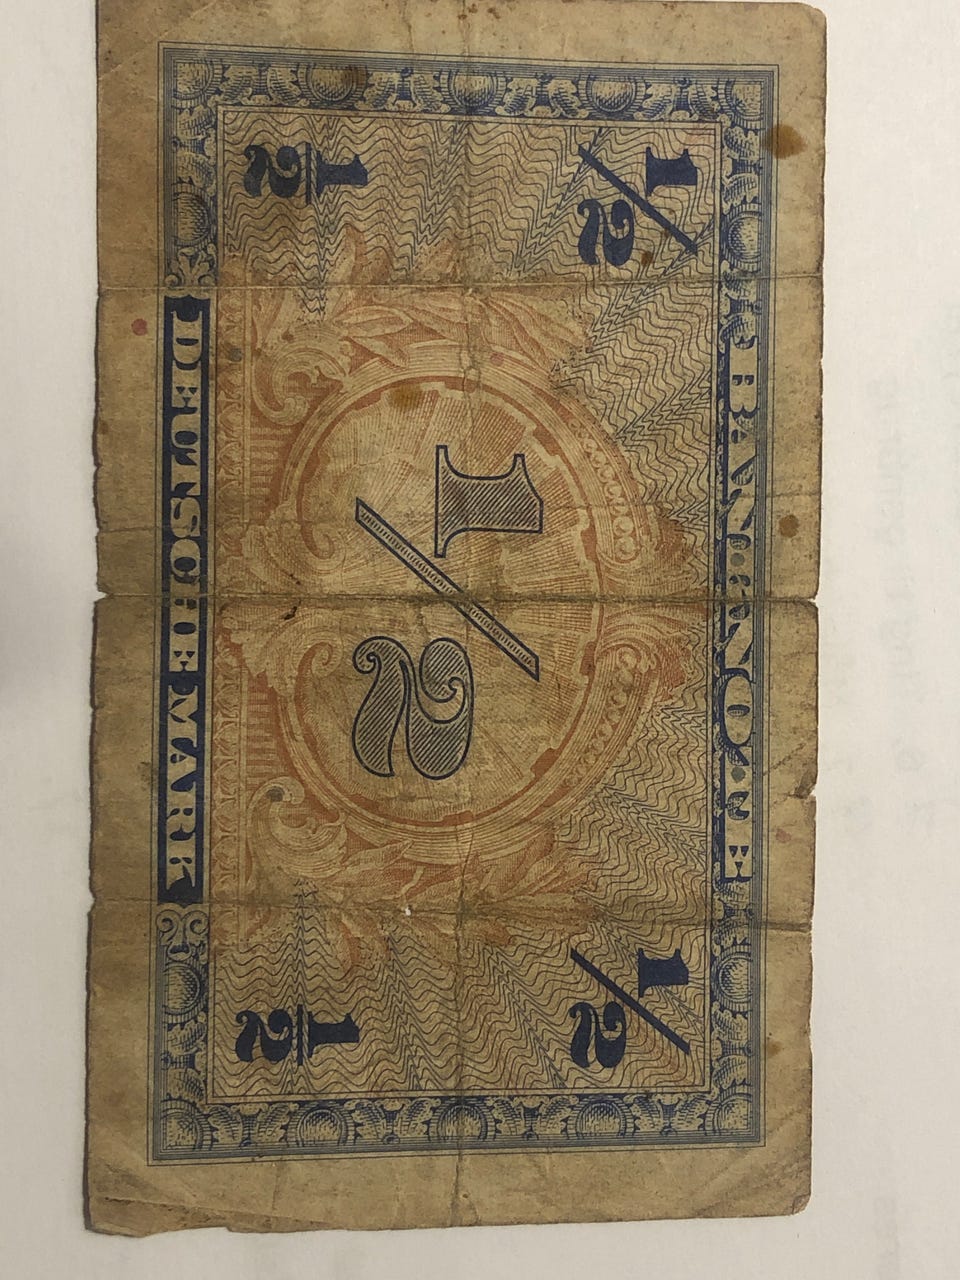 BANKNOTE
1/2 1/2
1/2
1/2 1/2
DEUTSCHE MARK